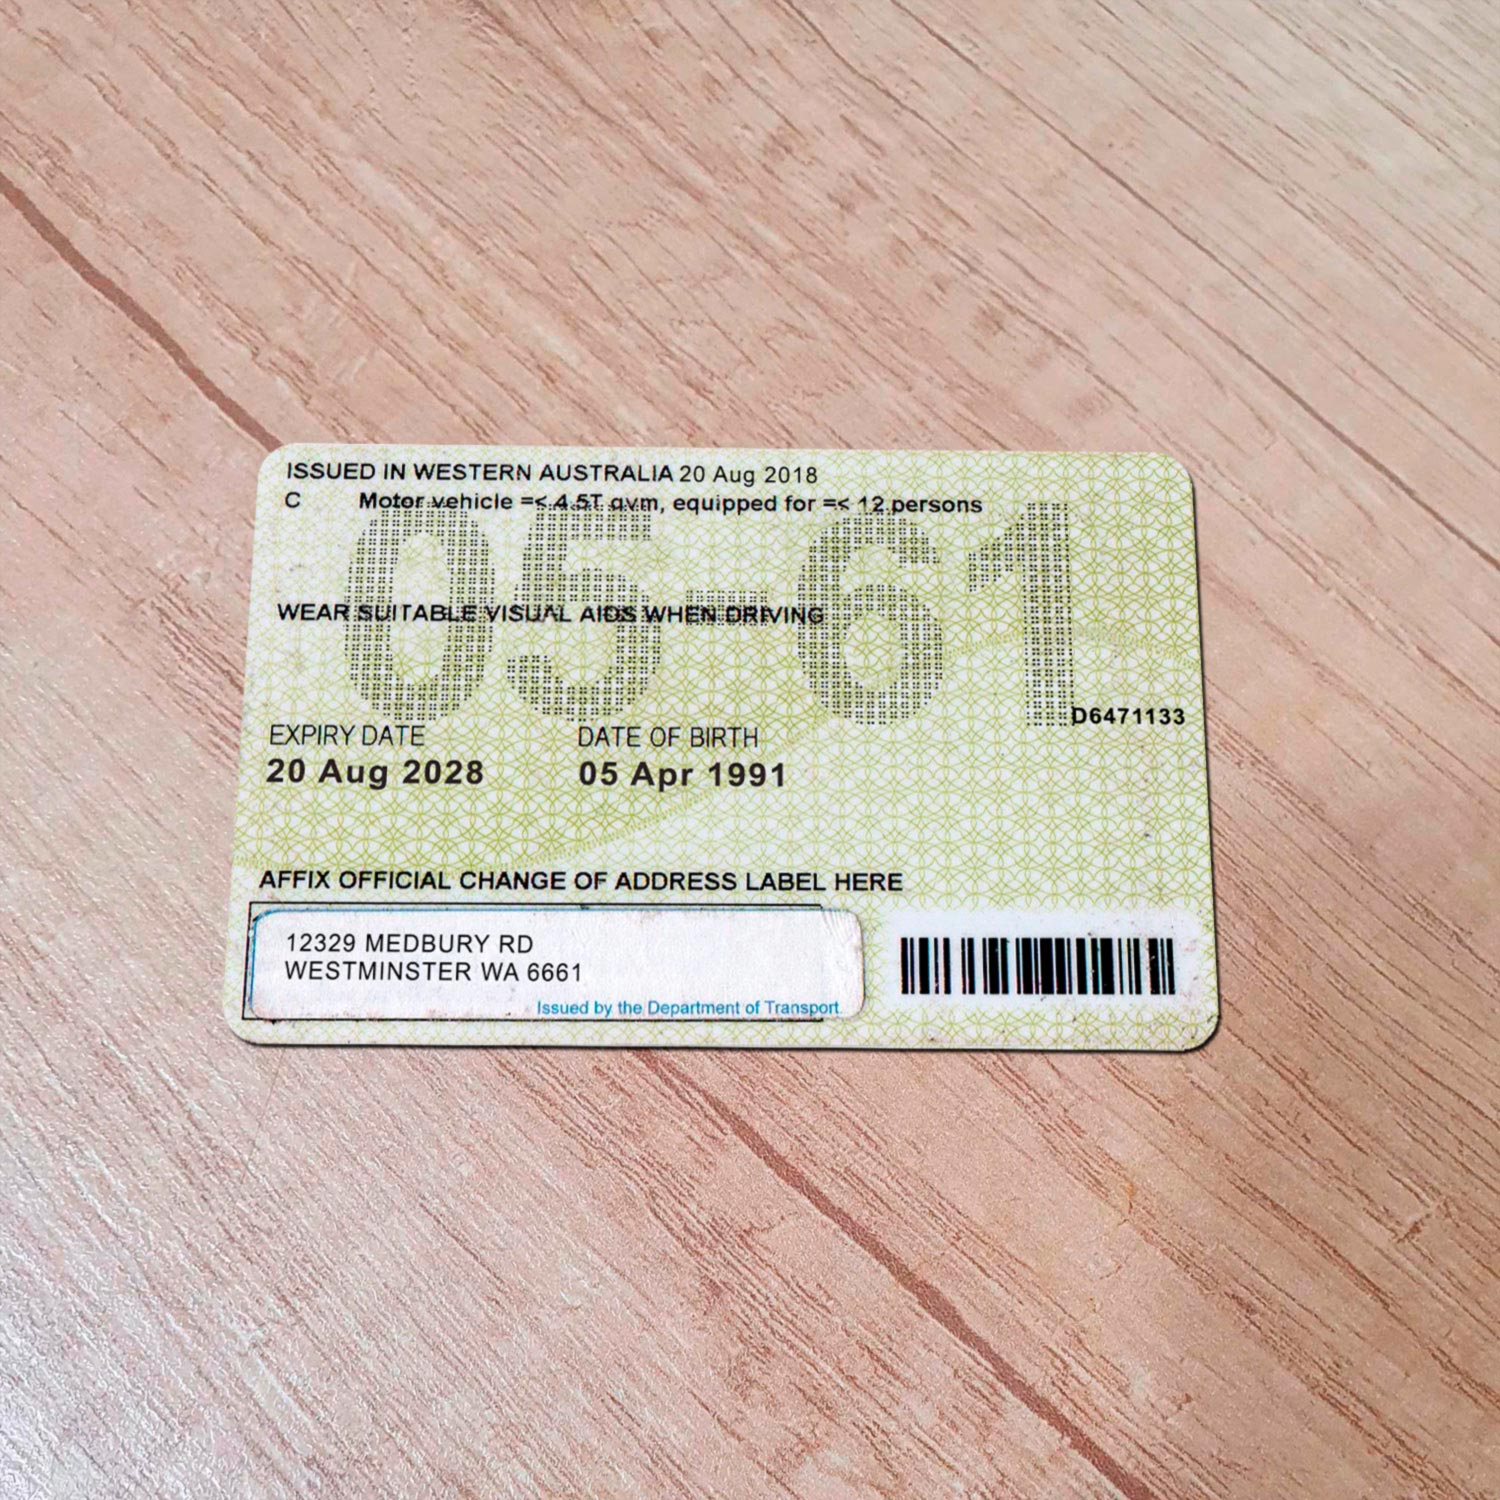 ISSUED IN WESTERN AUSTRALIA 20 Aug 2018
C Motor vehicle =< 4.5T gvm, equipped for =< 12 persons
05-61
WEAR SUITABLE VISUAL AIDS WHEN DRIVING
D6471133
EXPIRY DATE DATE OF BIRTH
20 Aug 2028 05 Apr 1991
AFFIX OFFICIAL CHANGE OF ADDRESS LABEL HERE
12329 MEDBURY RD
WESTMINSTER WA 6661
Issued by the Department of Transport